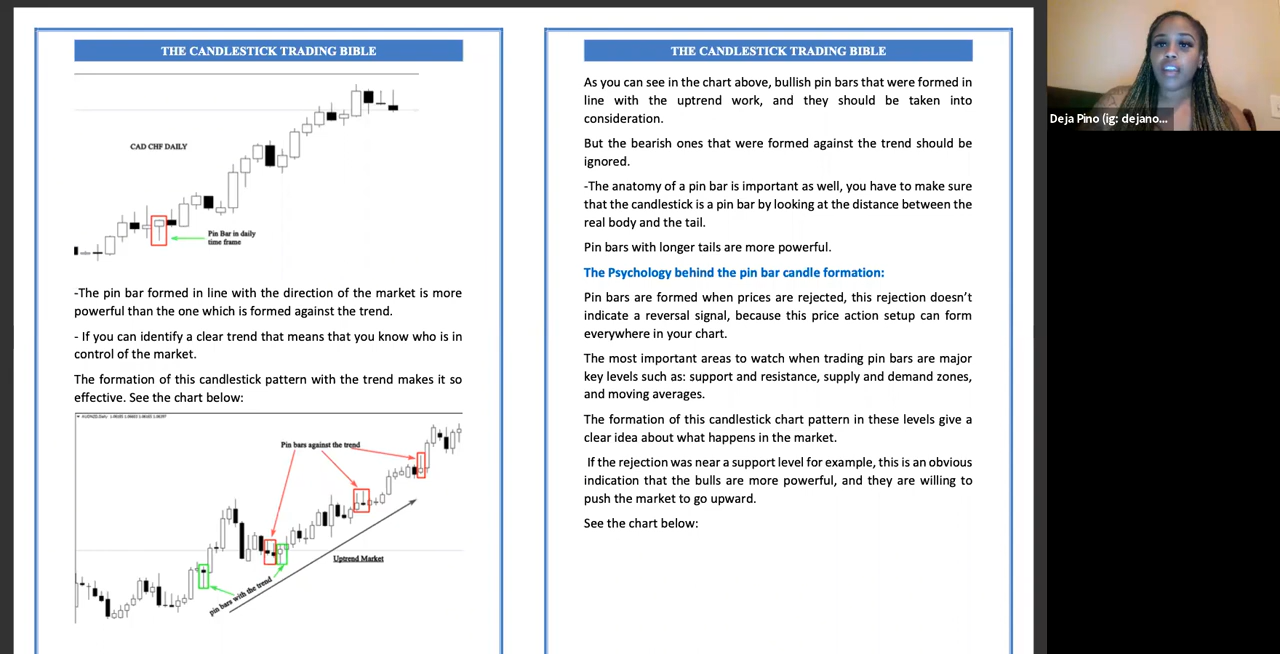 THE CANDLESTICK TRADING BIBLE
CAD CHF DAILY
Pin Bar in daily
time frame
-The pin bar formed in line with the direction of the market is more
powerful than the one which is formed against the trend.
- If you can identify a clear trend that means that you know who is in
control of the market.
The formation of this candlestick pattern with the trend makes it so
effective. See the chart below:
Pin bars against the trend
Uptrend Market
pin bars with the trend
THE CANDLESTICK TRADING BIBLE
As you can see in the chart above, bullish pin bars that were formed in
line with the uptrend work, and they should be taken into
consideration.
But the bearish ones that were formed against the trend should be
ignored.
-The anatomy of a pin bar is important as well, you have to make sure
that the candlestick is a pin bar by looking at the distance between the
real body and the tail.
Pin bars with longer tails are more powerful.
The Psychology behind the pin bar candle formation:
Pin bars are formed when prices are rejected, this rejection doesn’t
indicate a reversal signal, because this price action setup can form
everywhere in your chart.
The most important areas to watch when trading pin bars are major
key levels such as: support and resistance, supply and demand zones,
and moving averages.
The formation of this candlestick chart pattern in these levels give a
clear idea about what happens in the market.
If the rejection was near a support level for example, this is an obvious
indication that the bulls are more powerful, and they are willing to
push the market to go upward.
See the chart below:
Deja Pino (ig: dejano...